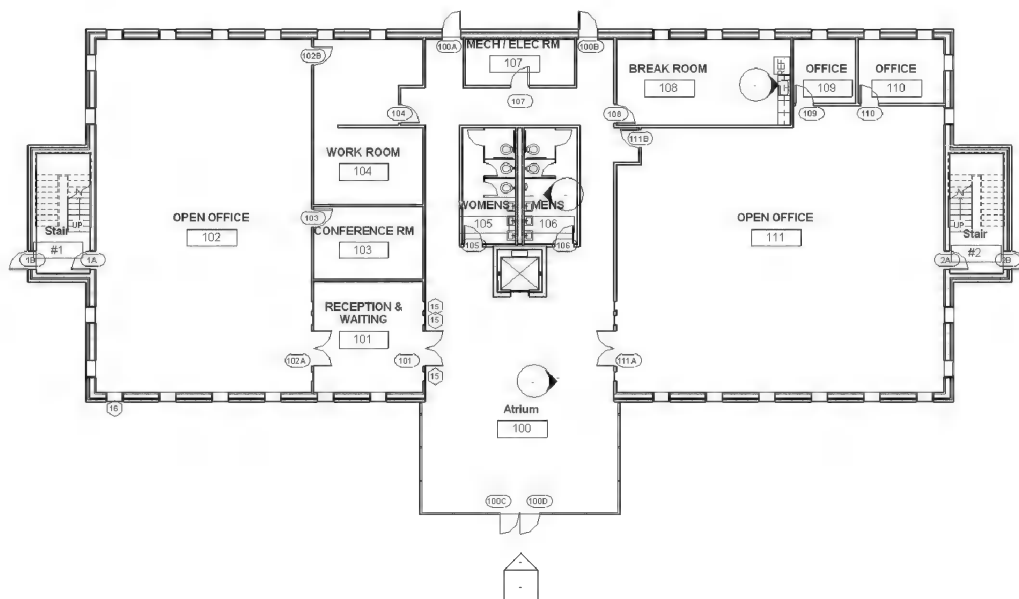 100A
MECH / ELEC RM
107
100B
102B
BREAK ROOM
108
REF
OFFICE
109
OFFICE
110
107
104
108
109
110
111B
WORK ROOM
104
WOMENS
105
MENS
106
OPEN OFFICE
102
OPEN OFFICE
111
UP
Stair
#1
UP
Stair
#2
103
CONFERENCE RM
103
105
106
1B
1A
2A
2B
RECEPTION &
WAITING
101
15
15
15
102A
101
111A
16
Atrium
100
100C
100D